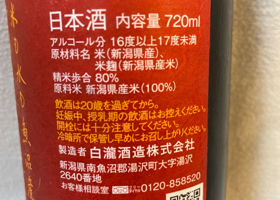 日本酒 内容量 720ml
アルコール分 16度以上17度未満
原材料名 米(新潟県産)、
米麹(新潟県産米)
精米歩合 80%
原料米 新潟県産米(100%)
飲酒は20歳を過ぎてから。
妊娠中、授乳期の飲酒はお控えください。
開栓には十分注意してください。
冷暗所で保管し早めにお召し上がりください。
製造者 白瀧酒造株式会社
新潟県南魚沼郡湯沢町大字湯沢
2640番地
お客様相談室 0120-858520